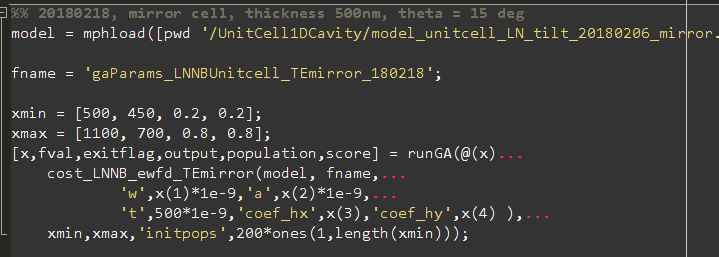 %% 20180218, mirror cell, thickness 500nm, theta = 15 deg
model = mphload([pwd '/UnitCell1DCavity/model_unitcell_LN_tilt_20180206_mirror.
fname = 'gaParams_LNNBUnitcell_TEmirror_180218';
xmin = [500, 450, 0.2, 0.2];
xmax = [1100, 700, 0.8, 0.8];
[x,fval,exitflag,output,population,score] = runGA(@(x)...
cost_LNNB_ewfd_TEmirror(model, fname,...
'w',x(1)*1e-9,'a',x(2)*1e-9,...
't',500*1e-9,'coef_hx',x(3),'coef_hy',x(4) ),...
xmin,xmax,'initpops',200*ones(1,length(xmin)));